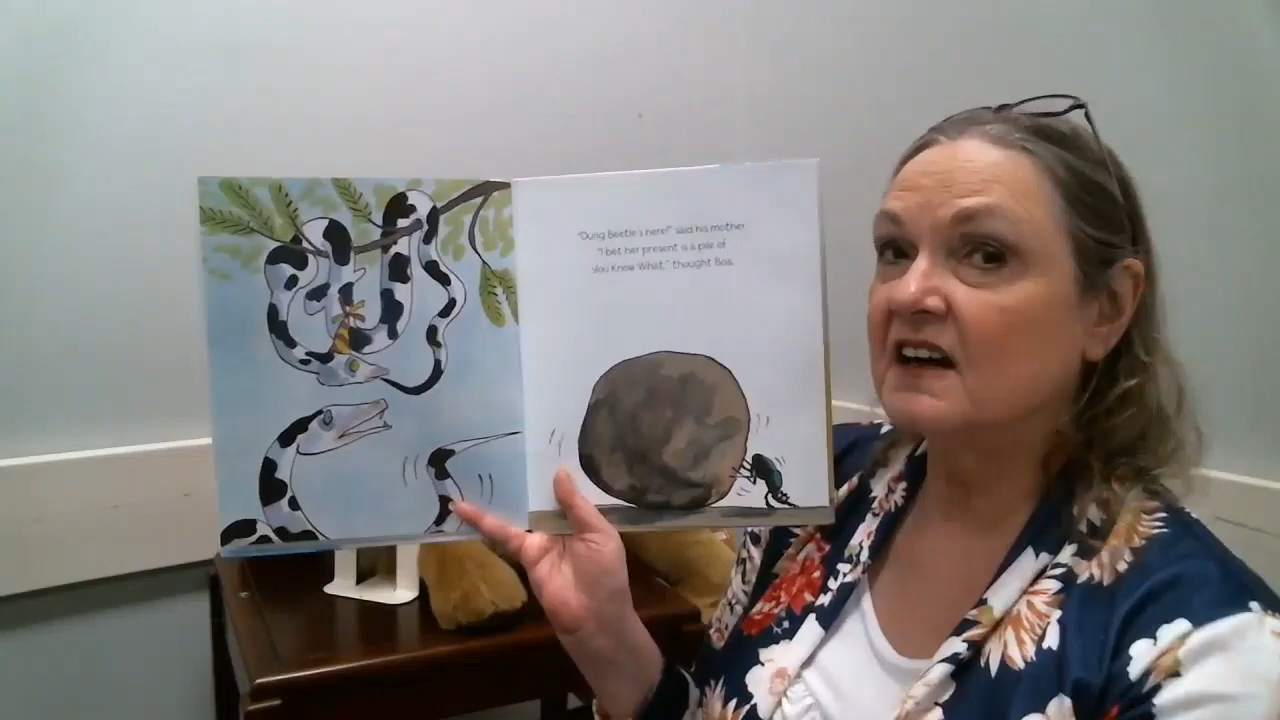 "Dung Beetle's here!" said his mother.
"I bet her present is a pile of
You Know What," thought Boa.